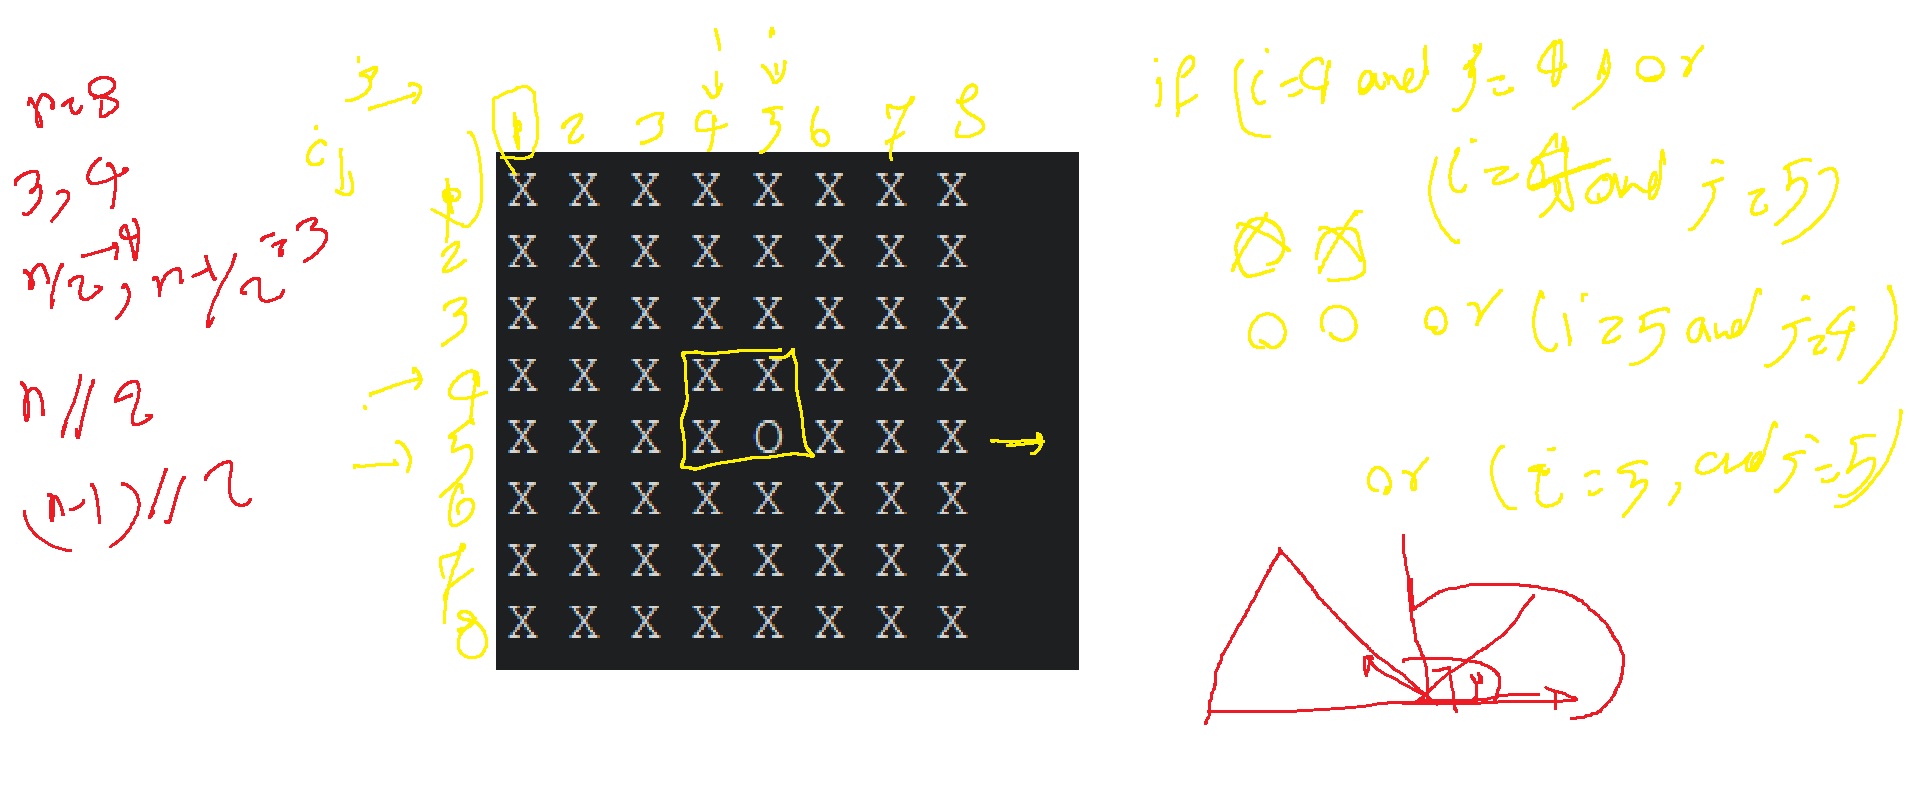 n=8
3, 4
n/2→4, n-1/2=3
n//2
(n-1)//2
j→
i↓
1 2 3 4 5 6 7 8
1 X X X X X X X X
2 X X X X X X X X
3 X X X X X X X X
4 X X X X X X X X
5 X X X X O X X X
6 X X X X X X X X
7 X X X X X X X X
8 X X X X X X X X
if (i=4 and j=4) or
(i=4 and j=5)
O O or (i=5 and j=4)
or (i=5, and j=5)